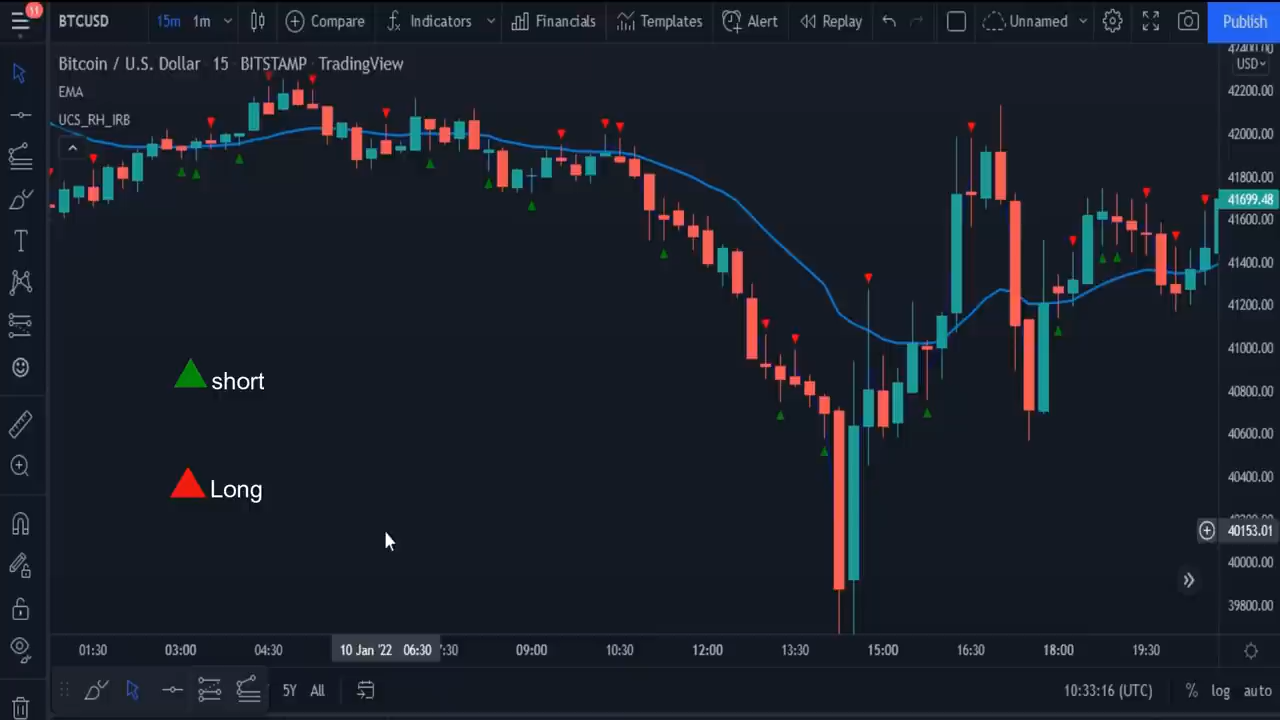 11
BTCUSD 15m 1m Compare Indicators Financials Templates Alert Replay Unnamed Publish
Bitcoin / U.S. Dollar 15 BITSTAMP TradingView
USD
EMA
42200.00
UCS_RH_IRB
42000.00
41800.00
41699.48
41600.00
41400.00
41200.00
41000.00
short
40800.00
40600.00
Long
40400.00
40153.01
40000.00
39800.00
01:30 03:00 04:30 10 Jan '22 06:30 :30 09:00 10:30 12:00 13:30 15:00 16:30 18:00 19:30
5Y All 10:33:16 (UTC) % log auto